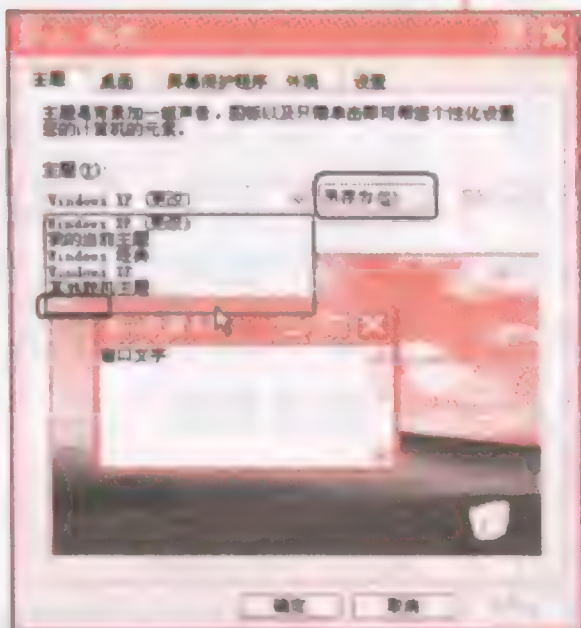 主题 桌面 屏幕保护程序 外观 设置
主题是背景加一组声音，图标以及只需单击即可帮您个性化设置
您的计算机的元素。
主题(T):
Windows XP (更改)
另存为(S)
Windows XP (更改)
我的当前主题
Windows 经典
Windows XP
其他联机主题
窗口文字
确定 取消